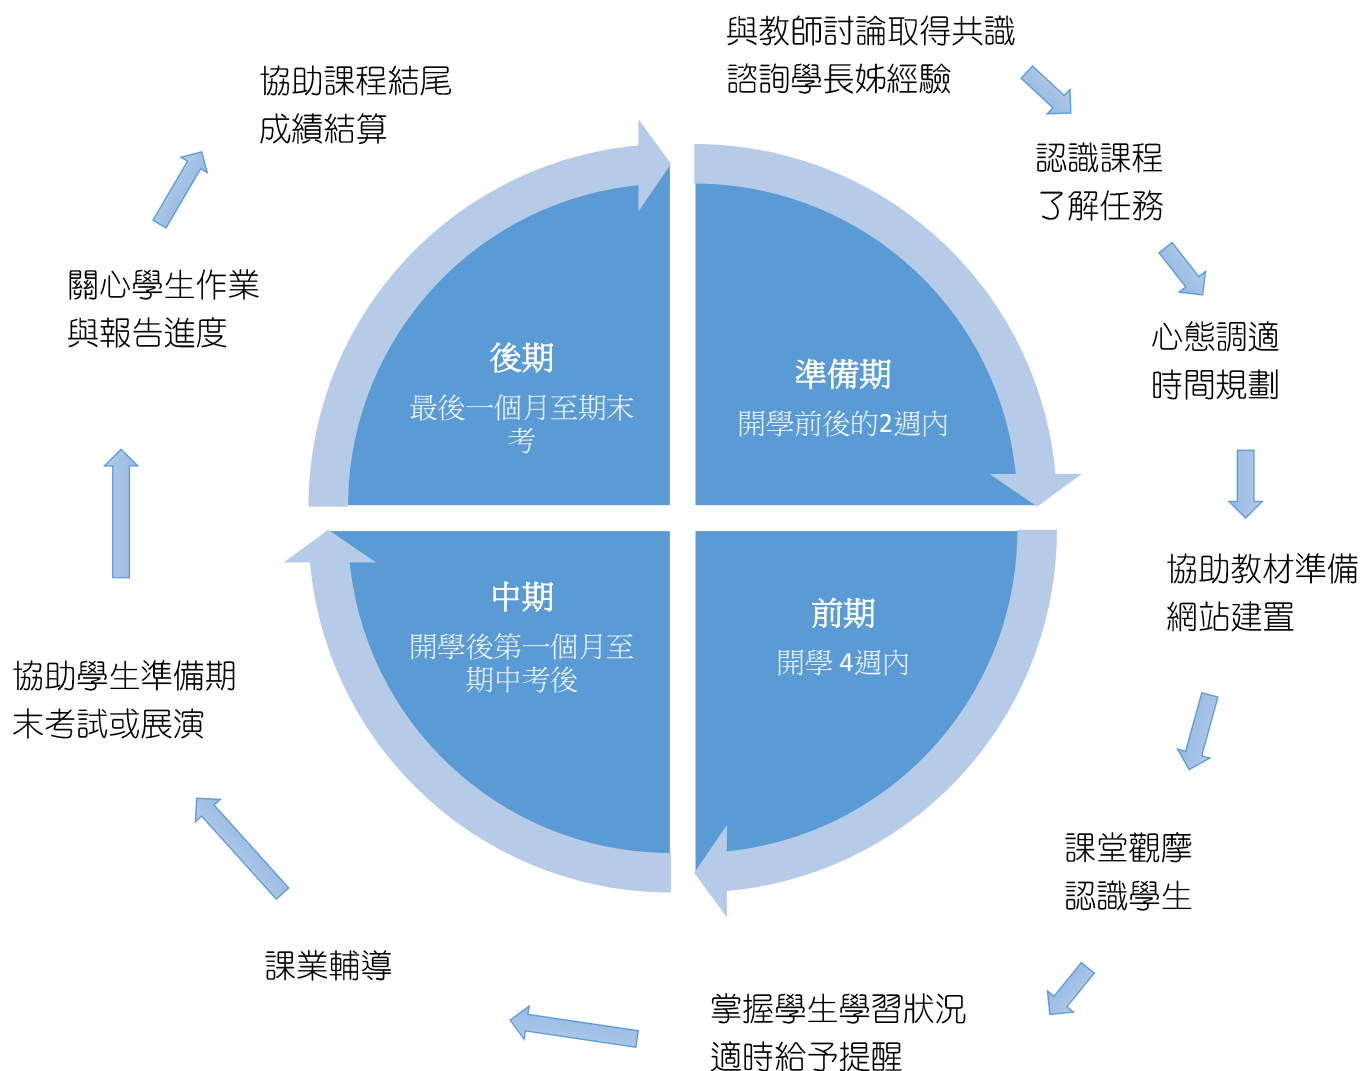 與教師討論取得共識
諮詢學長姊經驗
認識課程
了解任務
心態調適
時間規劃
協助教材準備
網站建置
課堂觀摩
認識學生
掌握學生學習狀況
適時給予提醒
課業輔導
協助學生準備期
末考試或展演
關心學生作業
與報告進度
協助課程結尾
成績結算
準備期
開學前後的2週內
前期
開學 4週內
中期
開學後第一個月至
期中考後
後期
最後一個月至期末
考